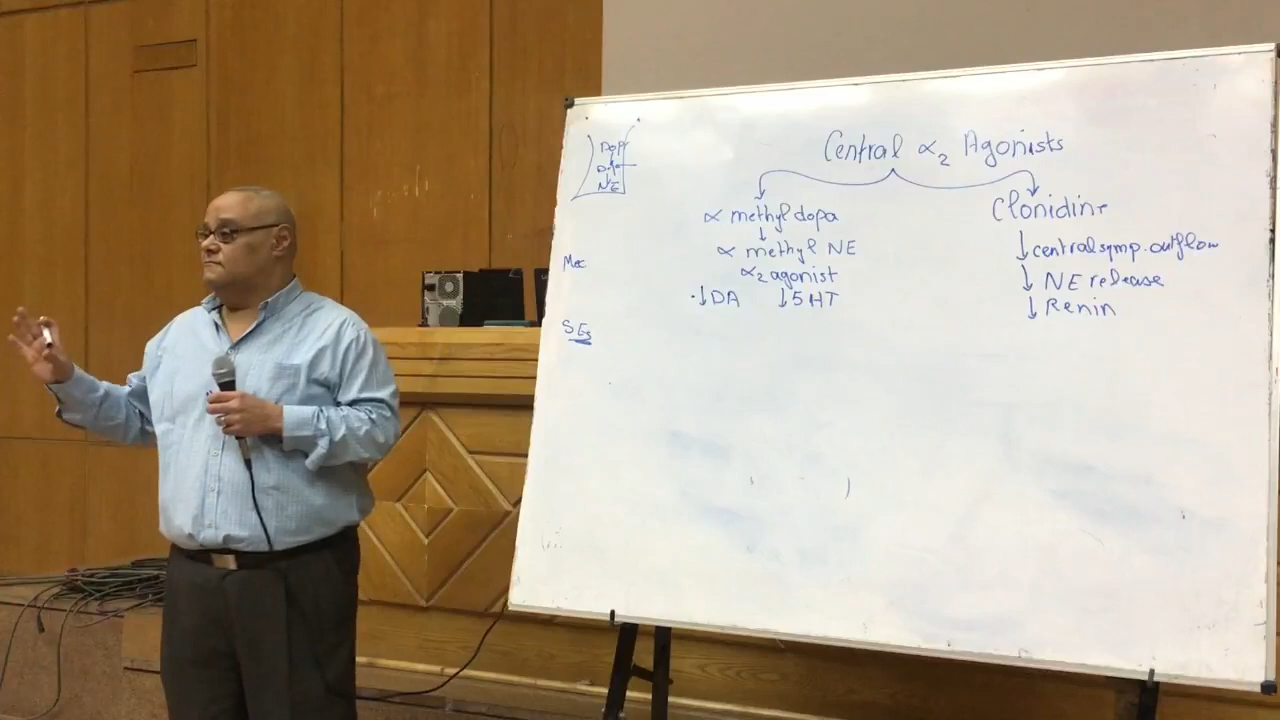 Central α₂ Agonists
Dopa
NE
α methyl dopa
↓
α methyl NE
α₂ agonist
↓DA ↓5HT
Clonidine
↓central symp. outflow
↓ NE release
↓ Renin
Mec
SEs